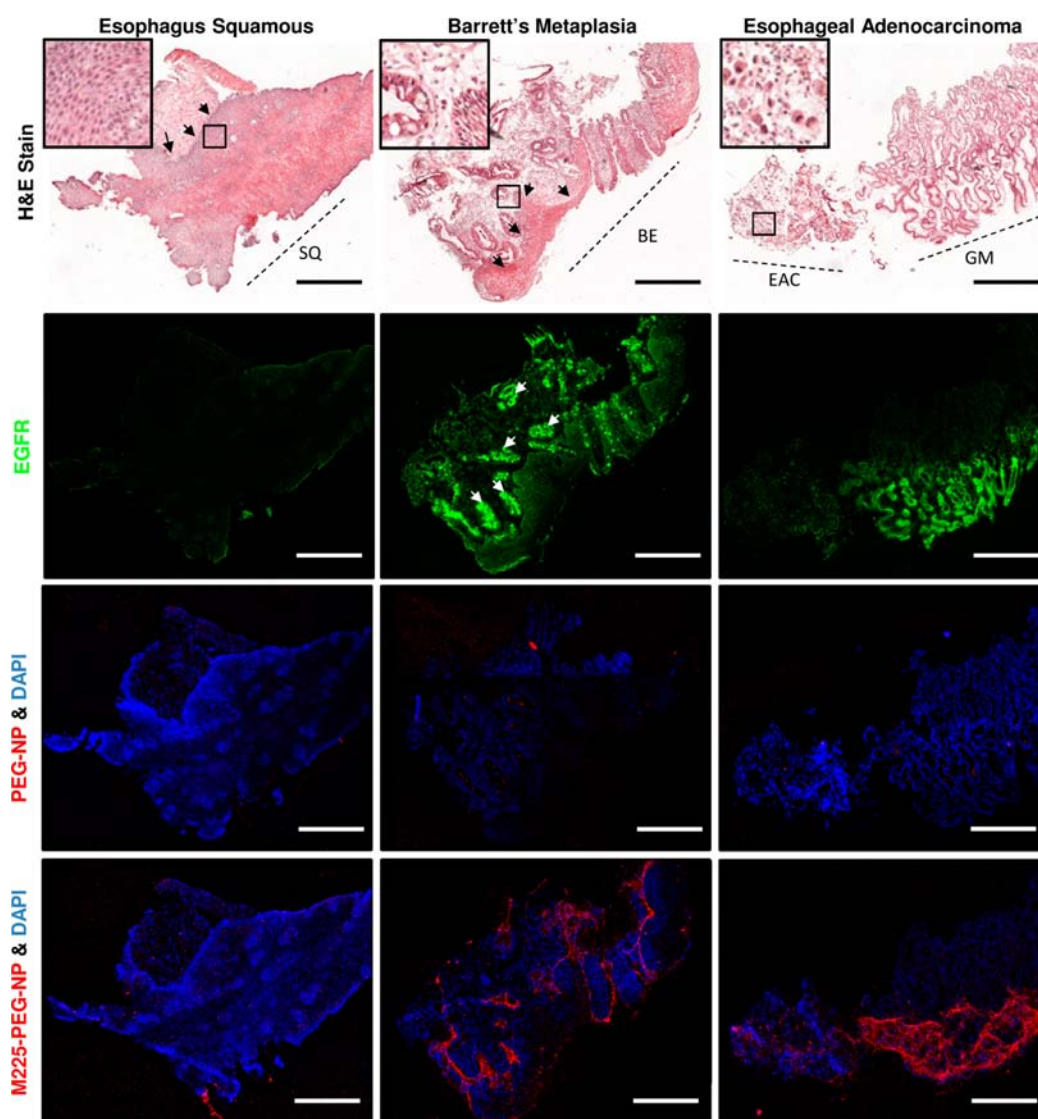 Esophagus Squamous
Barrett's Metaplasia
Esophageal Adenocarcinoma
H&E Stain
SQ
BE
EAC
GM
EGFR
PEG-NP & DAPI
M225-PEG-NP & DAPI